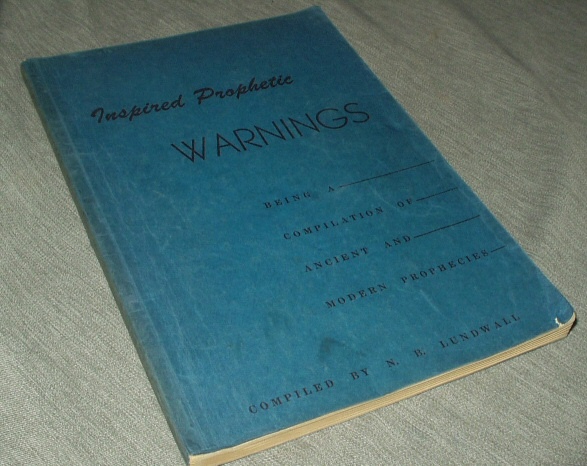 Inspired Prophetic
WARNINGS
BEING A
COMPILATION OF
ANCIENT AND
MODERN PROPHECIES
COMPILED BY N. B. LUNDWALL